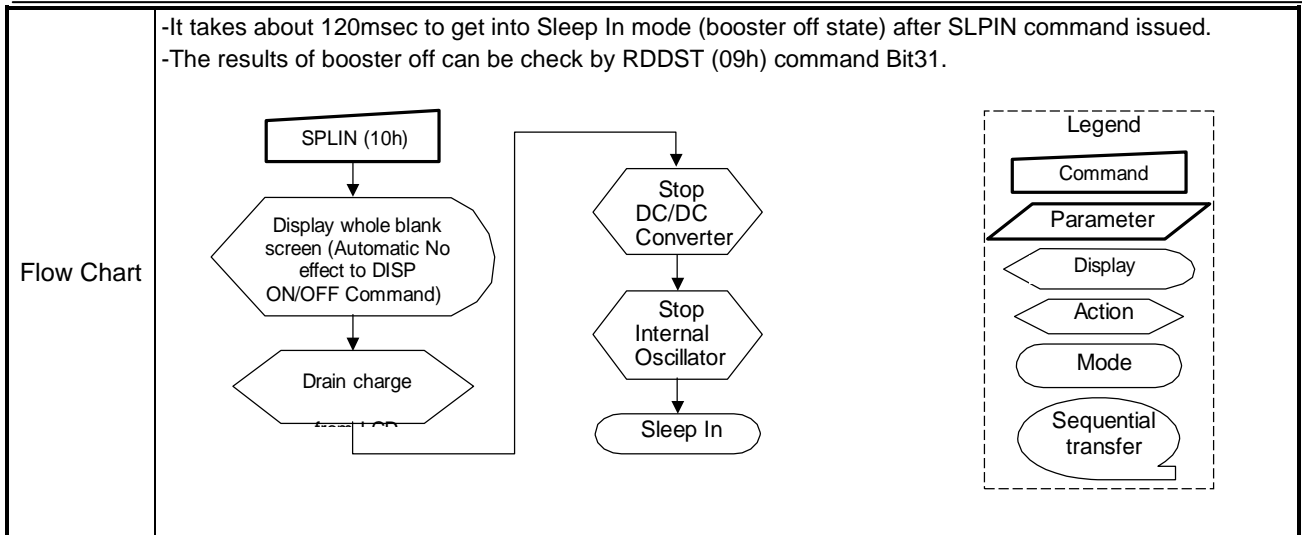 -It takes about 120msec to get into Sleep In mode (booster off state) after SLPIN command issued.
-The results of booster off can be check by RDDST (09h) command Bit31.
Flow Chart
SPLIN (10h)
Display whole blank
screen (Automatic No
effect to DISP
ON/OFF Command)
Drain charge
from LCD
Stop
DC/DC
Converter
Stop
Internal
Oscillator
Sleep In
Legend
Command
Parameter
Display
Action
Mode
Sequential
transfer